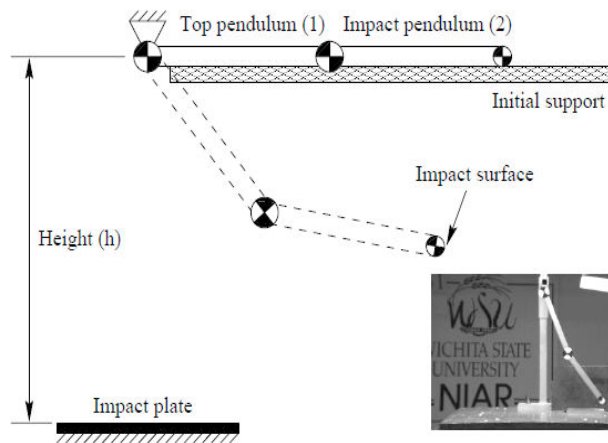 Top pendulum (1) Impact pendulum (2)
Initial support
Impact surface
Height (h)
Impact plate
WSU
WICHITA STATE
UNIVERSITY
NIAR